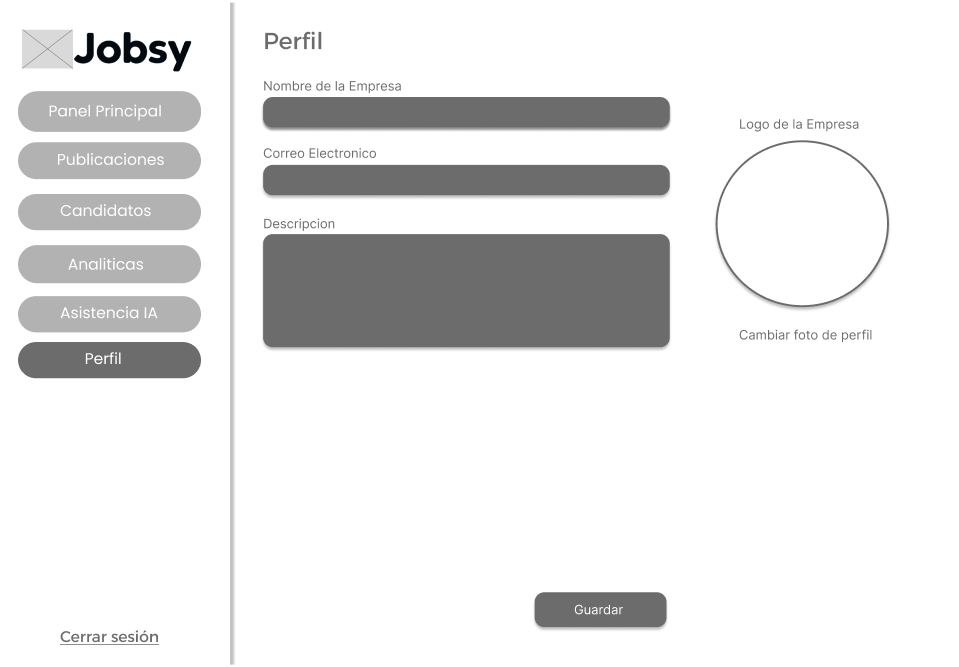 Jobsy
Panel Principal
Publicaciones
Candidatos
Analiticas
Asistencia IA
Perfil
Cerrar sesión
Perfil
Nombre de la Empresa
Correo Electronico
Descripcion
Logo de la Empresa
Cambiar foto de perfil
Guardar